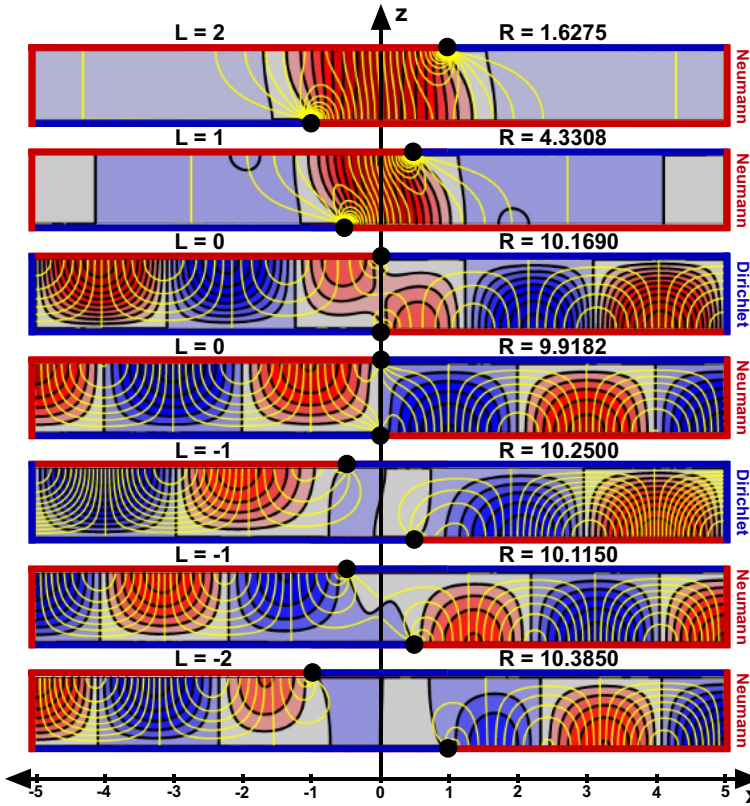 z
L = 2 R = 1.6275
Neumann
L = 1 R = 4.3308
Neumann
L = 0 R = 10.1690
Dirichlet
L = 0 R = 9.9182
Neumann
L = -1 R = 10.2500
Dirichlet
L = -1 R = 10.1150
Neumann
L = -2 R = 10.3850
Neumann
-5 -4 -3 -2 -1 0 1 2 3 4 5
x